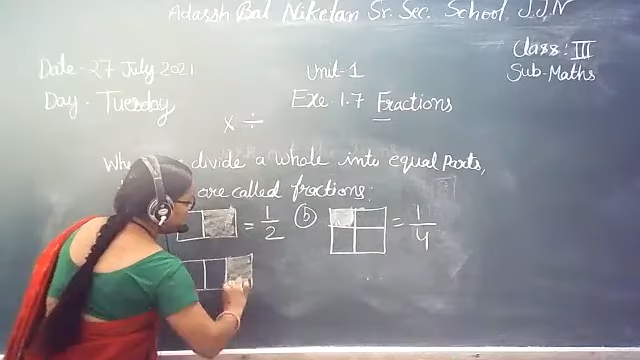 Adassh Bal Niketan Sr. Sec. School, J.J.N
Class: III
Date - 27 July 2021
Unit-1
Sub-Maths
Day. Tuesday
Exe. 1.7 Fractions
x ÷
divide a whole into equal parts,
are called fractions:
= 1/2 ⓑ = 1/4